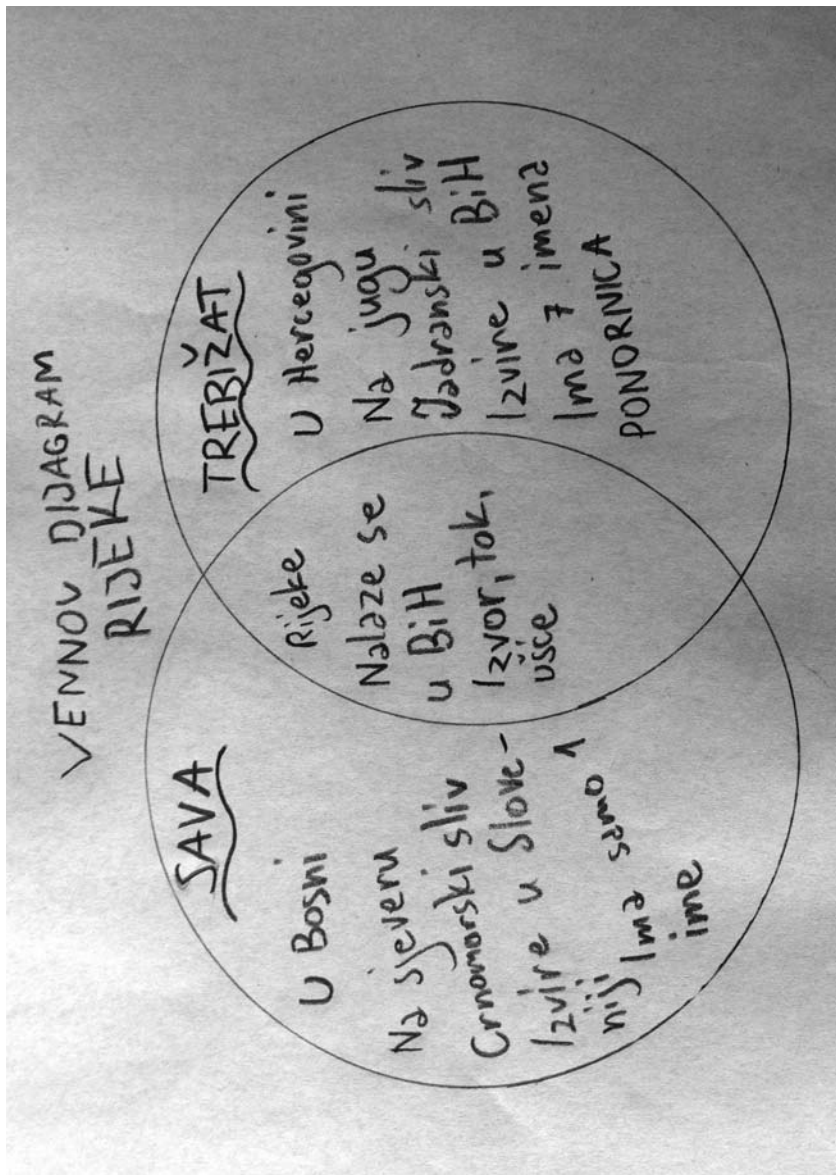 VENNOV DIJAGRAM
RIJEKE
SAVA
U Bosni
Na sjeveru
Crnomorski sliv
Izvire u Slove-
niji
Ima samo 1
ime
Rijeke
Nalaze se
u BiH
Izvor, tok,
ušće
TREBIŽAT
U Hercegovini
Na jugu
Jadranski sliv
Izvire u BiH
Ima 7 imena
PONORNICA